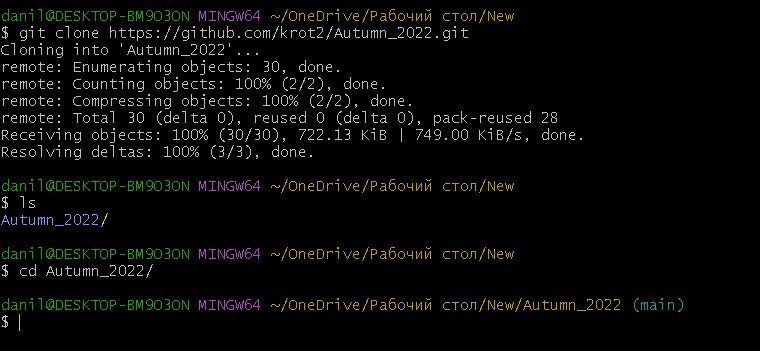 danil@DESKTOP-BM9O3ON MINGW64 ~/OneDrive/Рабочий стол/New
$ git clone https://github.com/krot2/Autumn_2022.git
Cloning into 'Autumn_2022'...
remote: Enumerating objects: 30, done.
remote: Counting objects: 100% (2/2), done.
remote: Compressing objects: 100% (2/2), done.
remote: Total 30 (delta 0), reused 0 (delta 0), pack-reused 28
Receiving objects: 100% (30/30), 722.13 KiB | 749.00 KiB/s, done.
Resolving deltas: 100% (3/3), done.
danil@DESKTOP-BM9O3ON MINGW64 ~/OneDrive/Рабочий стол/New
$ ls
Autumn_2022/
danil@DESKTOP-BM9O3ON MINGW64 ~/OneDrive/Рабочий стол/New
$ cd Autumn_2022/
danil@DESKTOP-BM9O3ON MINGW64 ~/OneDrive/Рабочий стол/New/Autumn_2022 (main)
$